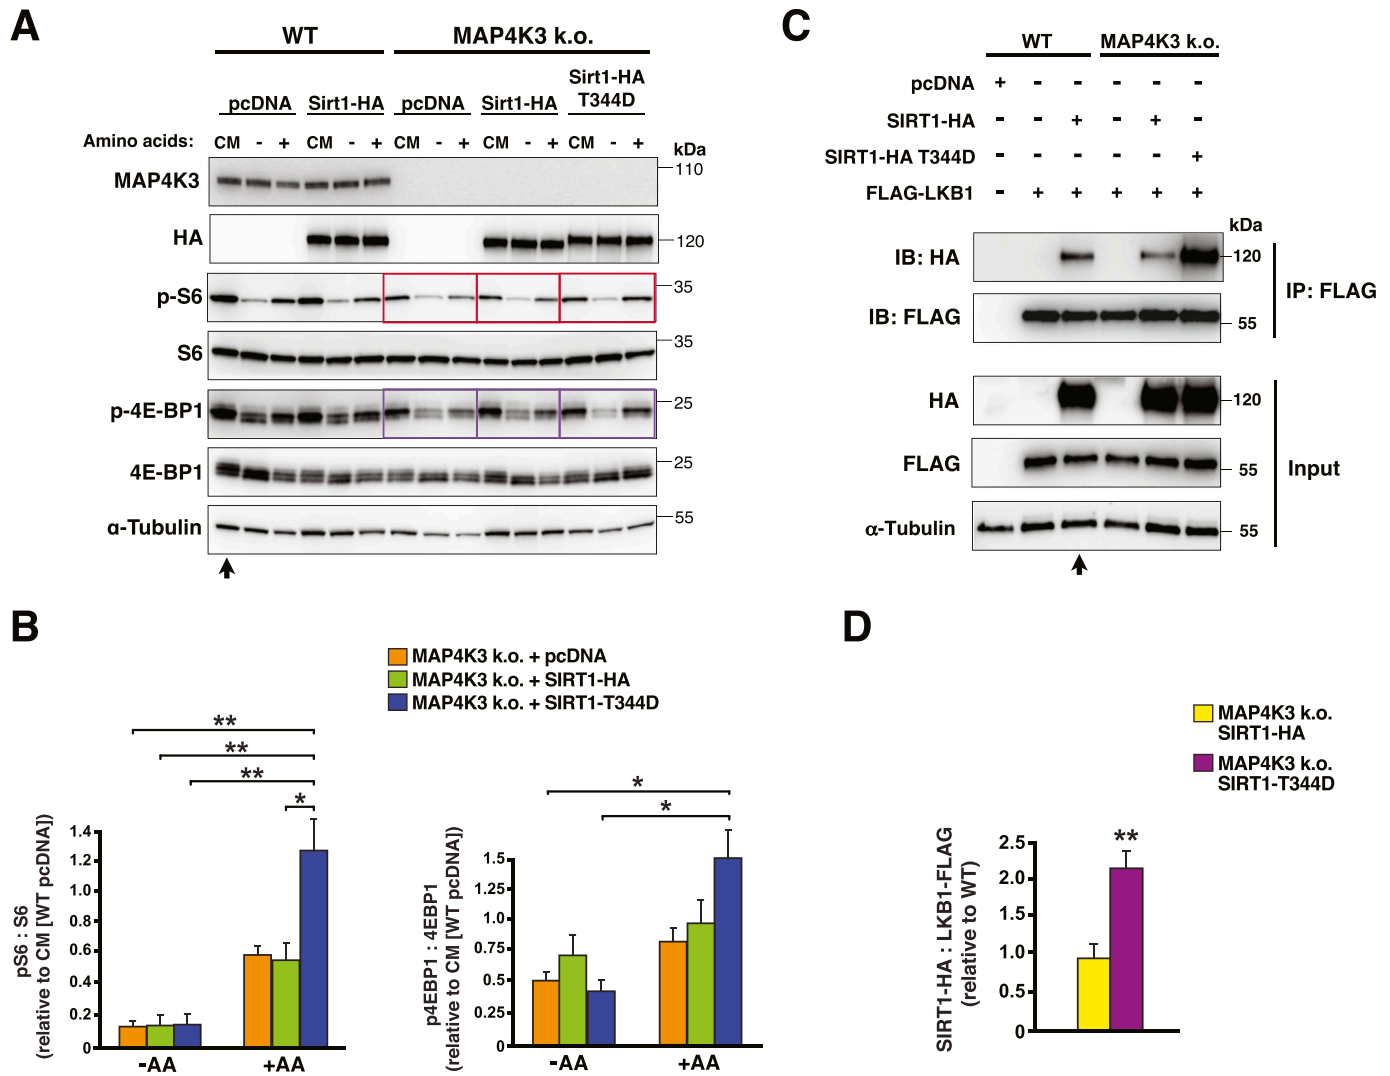 A
WT MAP4K3 k.o.
pcDNA Sirt1-HA pcDNA Sirt1-HA Sirt1-HA T344D
Amino acids: CM - + CM - + CM - + CM - + CM - +
kDa
MAP4K3 110
HA 120
p-S6 35
S6 35
p-4E-BP1 25
4E-BP1 25
α-Tubulin 55
B
MAP4K3 k.o. + pcDNA
MAP4K3 k.o. + SIRT1-HA
MAP4K3 k.o. + SIRT1-T344D
pS6 : S6
(relative to CM [WT pcDNA])
**
**
**
*
1.4
1.2
1.0
0.8
0.6
0.4
0.2
0
-AA +AA
p4EBP1 : 4EBP1
(relative to CM [WT pcDNA])
*
*
1.5
1.25
1.0
0.75
0.5
0.25
0
-AA +AA
C
WT MAP4K3 k.o.
pcDNA + - - - - -
SIRT1-HA - - + - + -
SIRT1-HA T344D - - - - - +
FLAG-LKB1 - + + + + +
kDa
IB: HA 120
IB: FLAG 55
IP: FLAG
HA 120
FLAG 55
α-Tubulin 55
Input
D
MAP4K3 k.o.
SIRT1-HA
MAP4K3 k.o.
SIRT1-T344D
SIRT1-HA : LKB1-FLAG
(relative to WT)
**
2.5
2.0
1.5
1.0
0.5
0